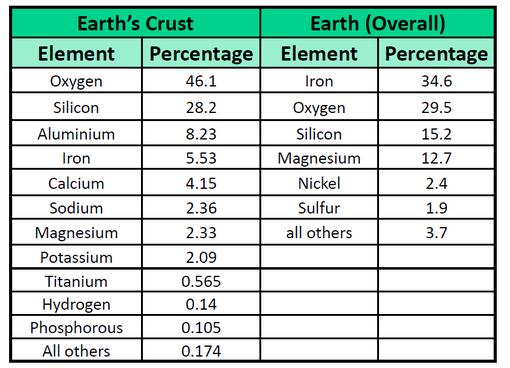 Earth's Crust Earth (Overall)
Element Percentage Element Percentage
Oxygen 46.1 Iron 34.6
Silicon 28.2 Oxygen 29.5
Aluminium 8.23 Silicon 15.2
Iron 5.53 Magnesium 12.7
Calcium 4.15 Nickel 2.4
Sodium 2.36 Sulfur 1.9
Magnesium 2.33 all others 3.7
Potassium 2.09
Titanium 0.565
Hydrogen 0.14
Phosphorous 0.105
All others 0.174